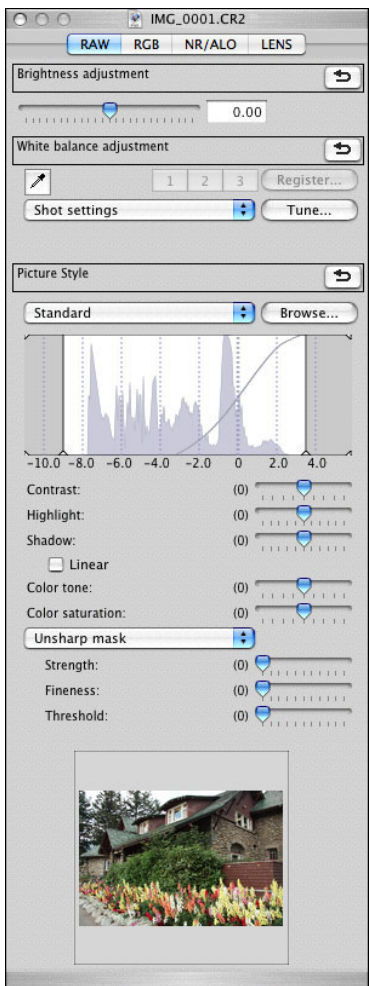 IMG_0001.CR2
RAW RGB NR/ALO LENS
Brightness adjustment
0.00
White balance adjustment
1 2 3 Register...
Shot settings Tune...
Picture Style
Standard Browse...
-10.0 -8.0 -6.0 -4.0 -2.0 0 2.0 4.0
Contrast: (0)
Highlight: (0)
Shadow: (0)
Linear
Color tone: (0)
Color saturation: (0)
Unsharp mask
Strength: (0)
Fineness: (0)
Threshold: (0)